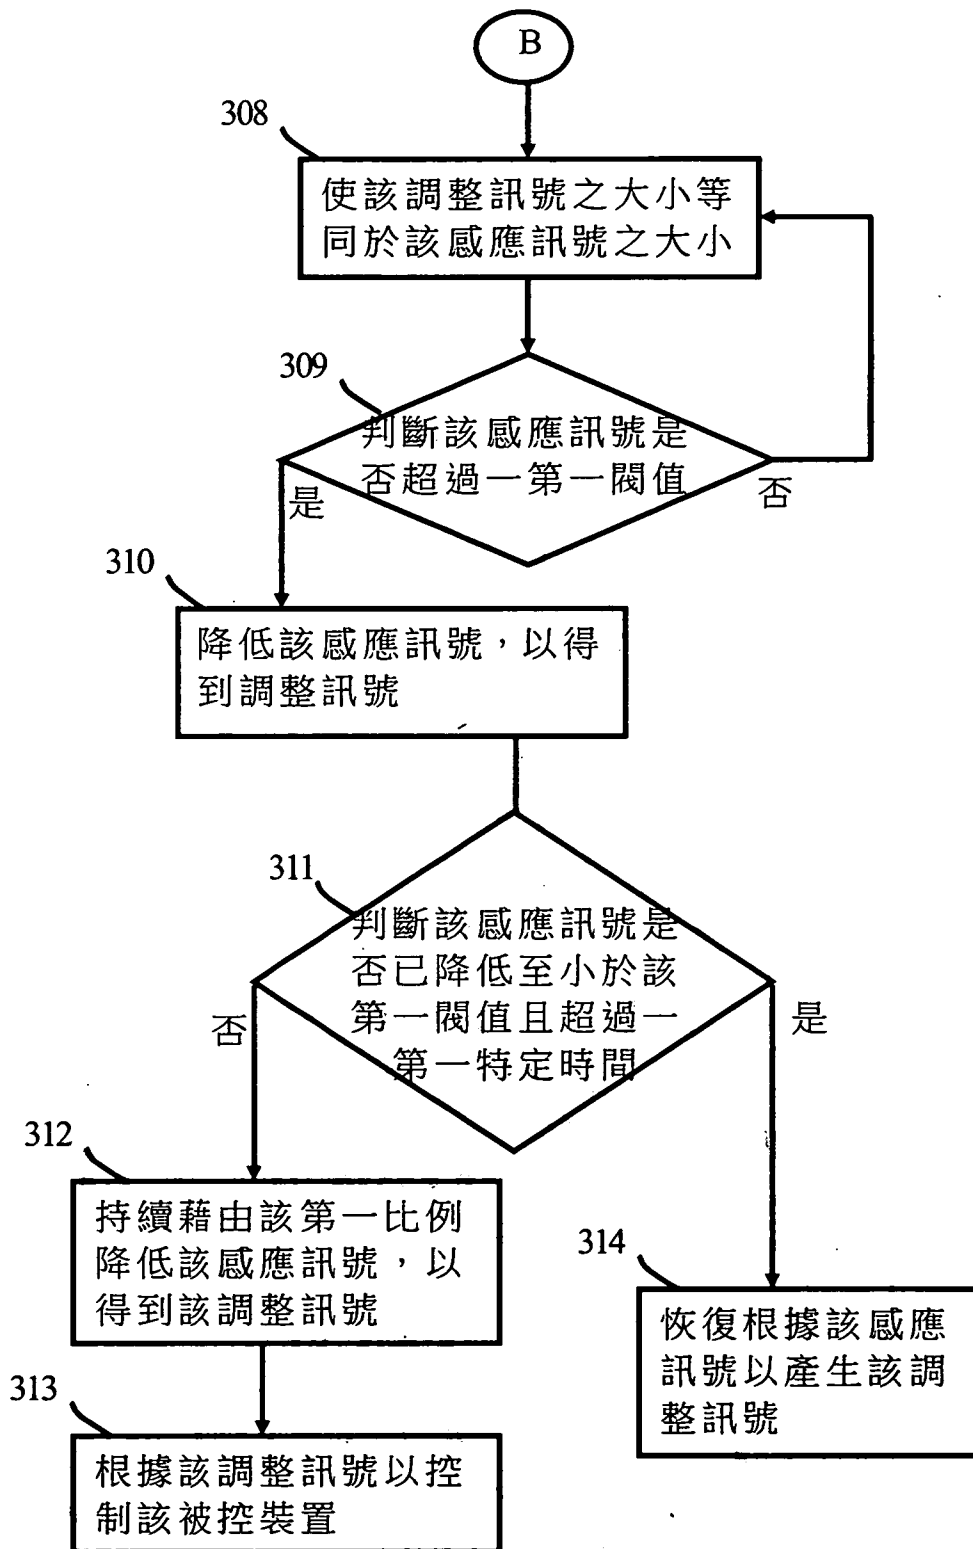 B
308
使該調整訊號之大小等
同於該感應訊號之大小
309
判斷該感應訊號是
否超過一第一閥值
是
否
310
降低該感應訊號，以得
到調整訊號
311
判斷該感應訊號是
否已降低至小於該
第一閥值且超過一
第一特定時間
否
是
312
持續藉由該第一比例
降低該感應訊號，以
得到該調整訊號
314
恢復根據該感應
訊號以產生該調
整訊號
313
根據該調整訊號以控
制該被控裝置